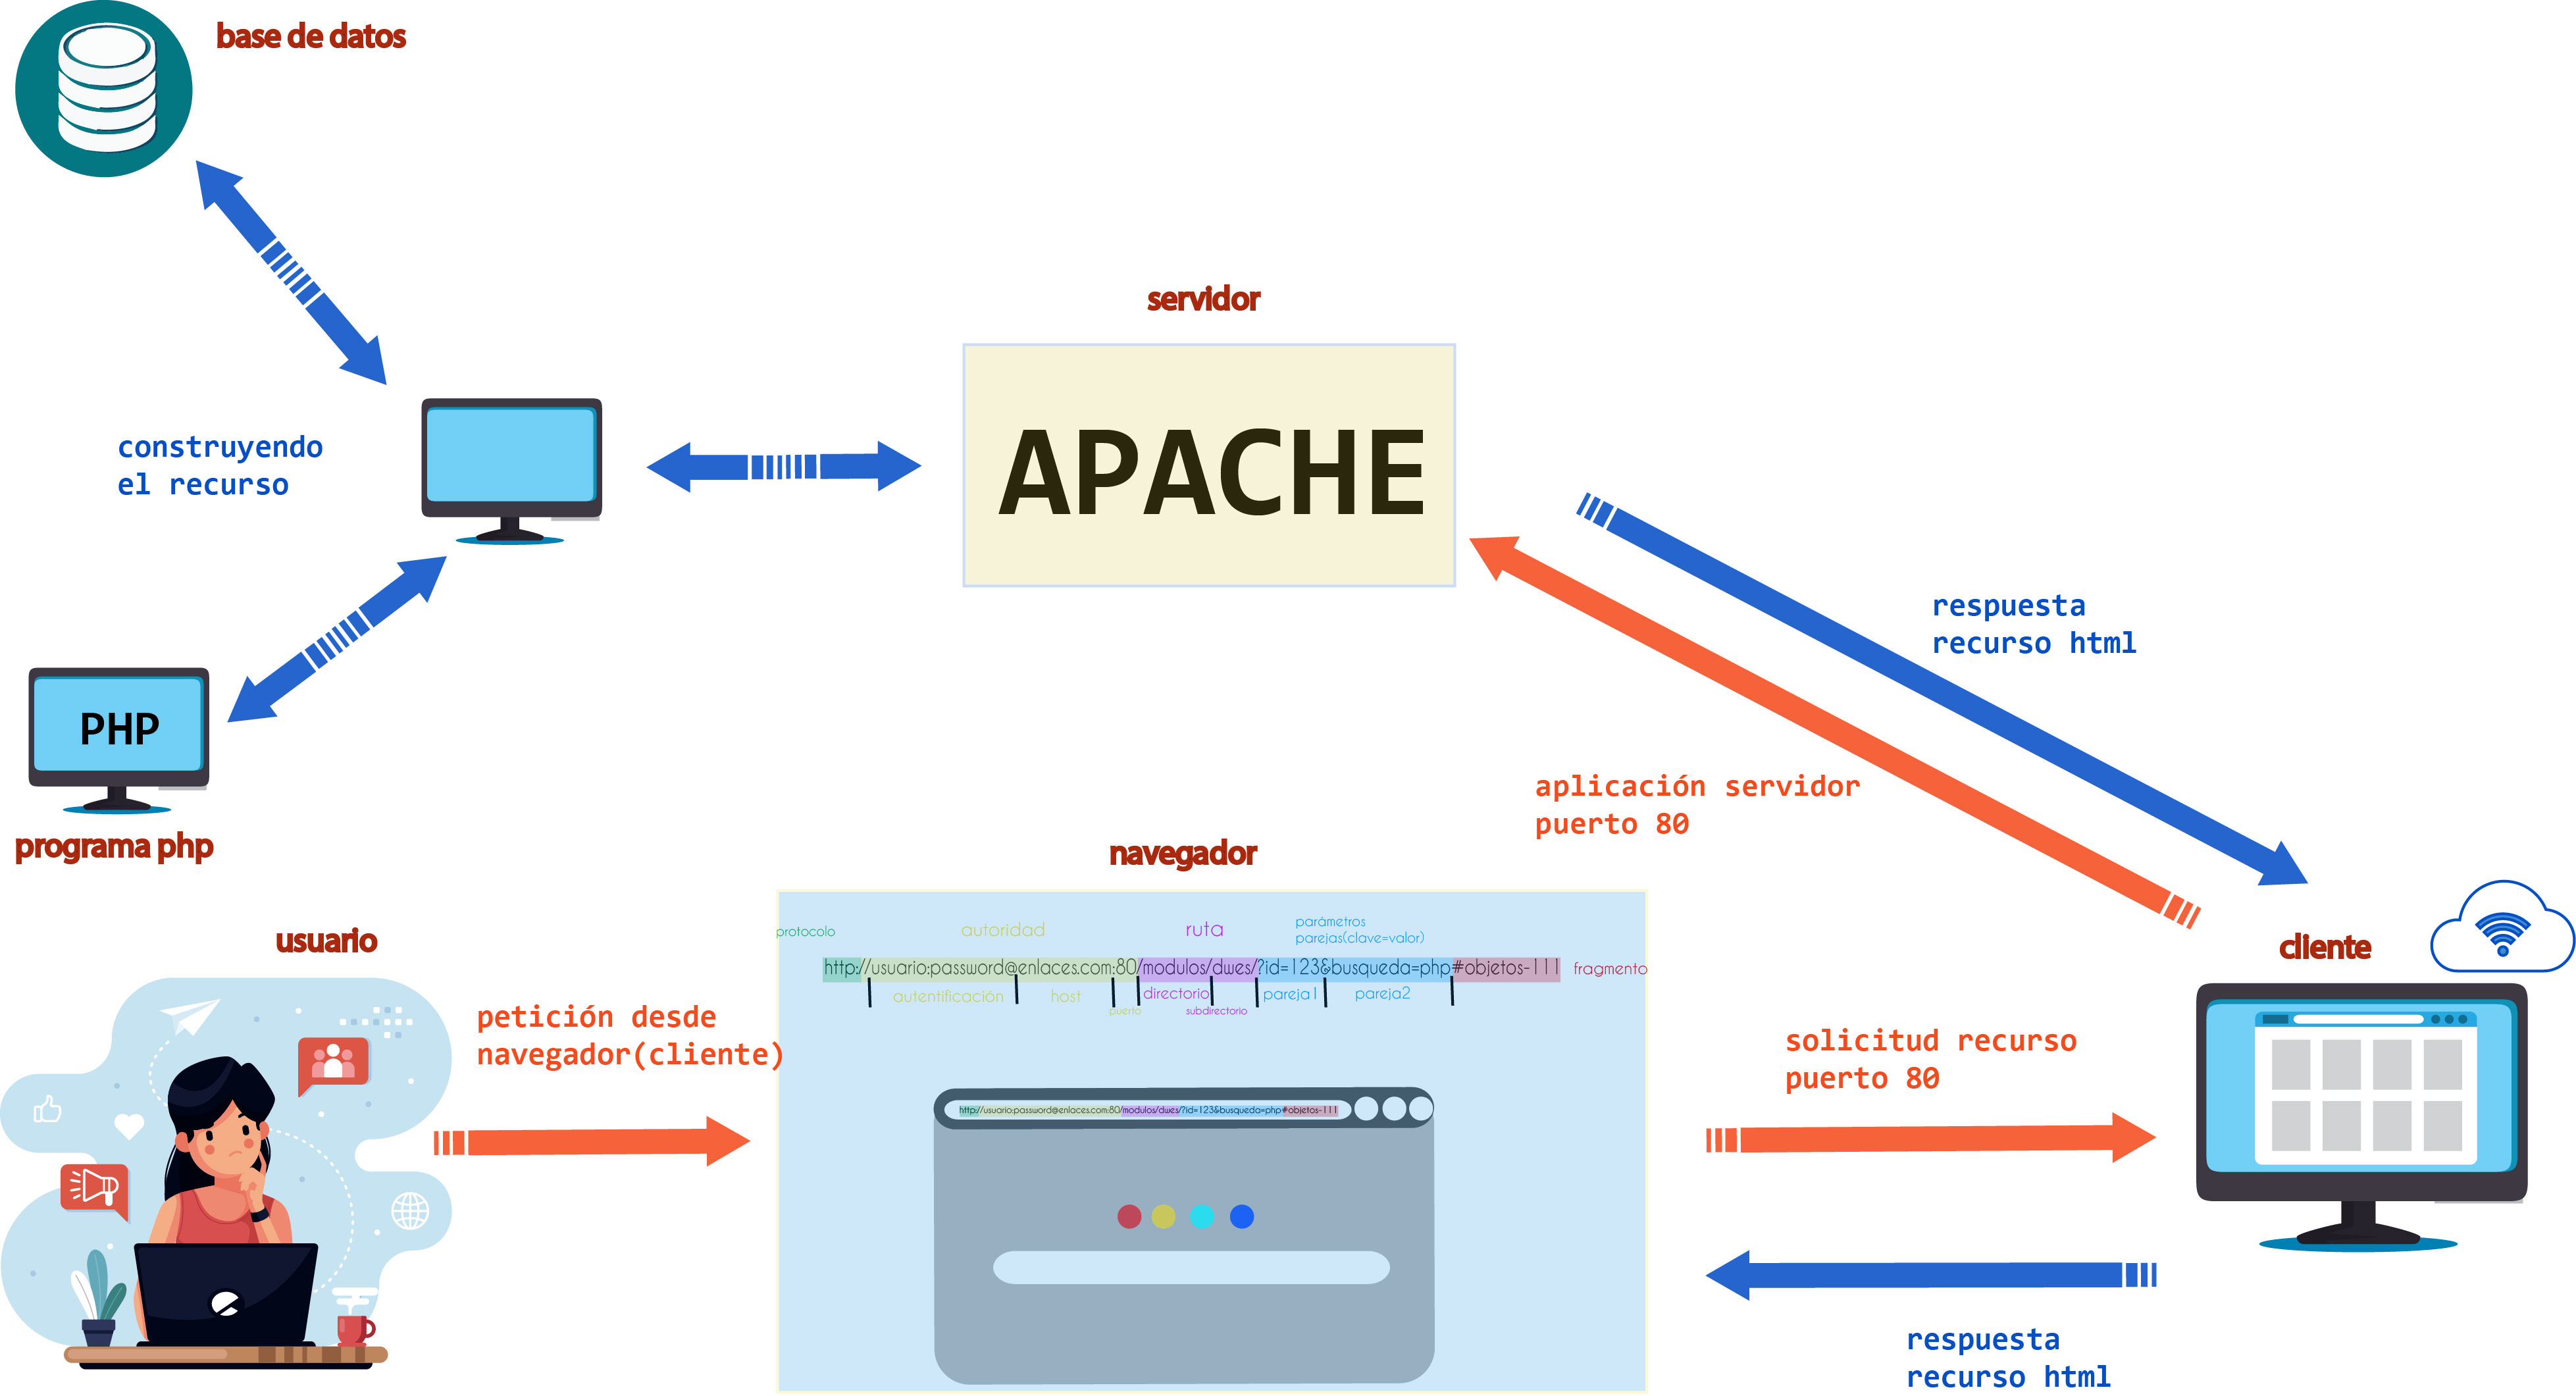 base de datos
servidor
APACHE
construyendo
el recurso
respuesta
recurso html
PHP
programa php
aplicación servidor
puerto 80
navegador
usuario
protocolo
autoridad
ruta
parámetros
parejas(clave=valor)
http://usuario:password@enlaces.com:80/modulos/dwes/?id=123&busqueda=php#objetos-111
fragmento
autentificación
host
puerto
directorio
subdirectorio
pareja1
pareja2
cliente
petición desde
navegador(cliente)
solicitud recurso
puerto 80
http://usuario:password@enlaces.com:80/modulos/dwes/?id=123&busqueda=php#objetos-111
respuesta
recurso html